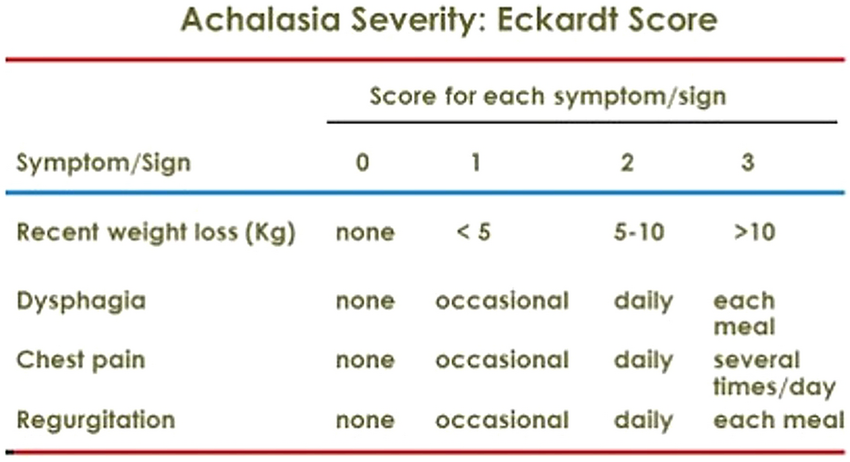 Achalasia Severity: Eckardt Score
Score for each symptom/sign
Symptom/Sign 0 1 2 3
Recent weight loss (Kg) none < 5 5-10 >10
Dysphagia none occasional daily each
meal
Chest pain none occasional daily several
times/day
Regurgitation none occasional daily each meal